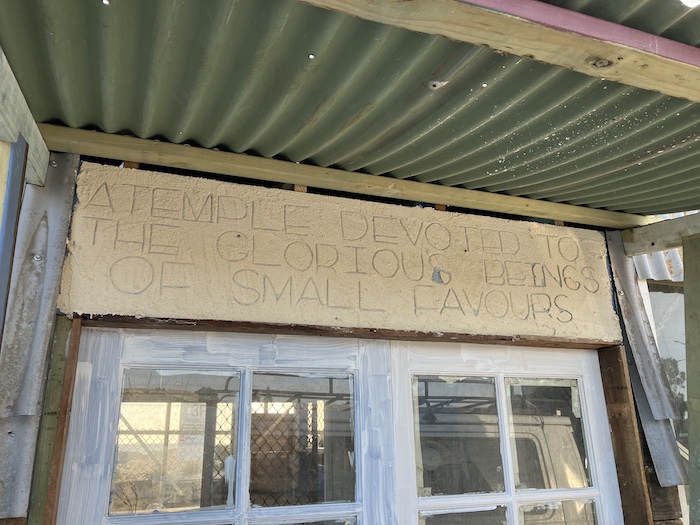 A TEMPLE DEVOTED TO
THE GLORIOUS BEINGS
OF SMALL FAVOURS